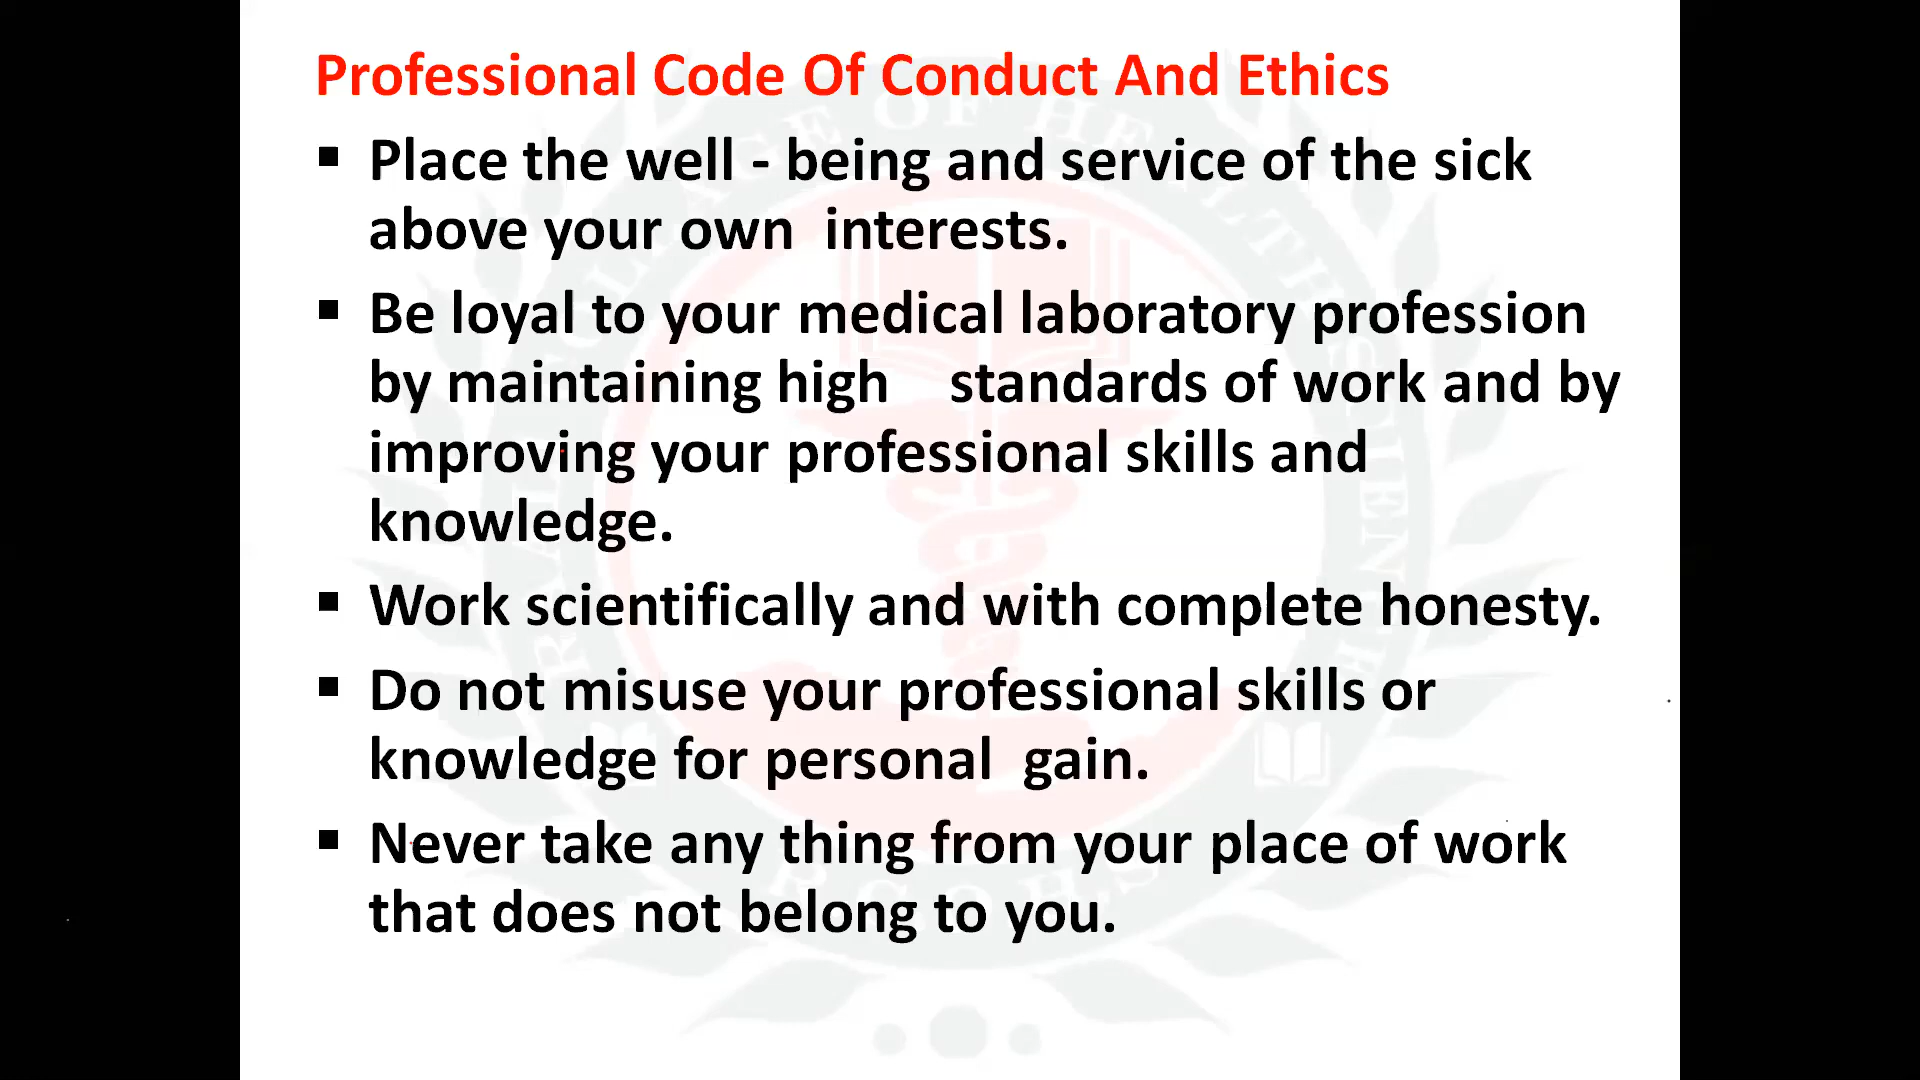 Professional Code Of Conduct And Ethics
▪ Place the well - being and service of the sick
above your own  interests.
▪ Be loyal to your medical laboratory profession
by maintaining high    standards of work and by
improving your professional skills and
knowledge.
▪ Work scientifically and with complete honesty.
▪ Do not misuse your professional skills or
knowledge for personal  gain.
▪ Never take any thing from your place of work
that does not belong to you.